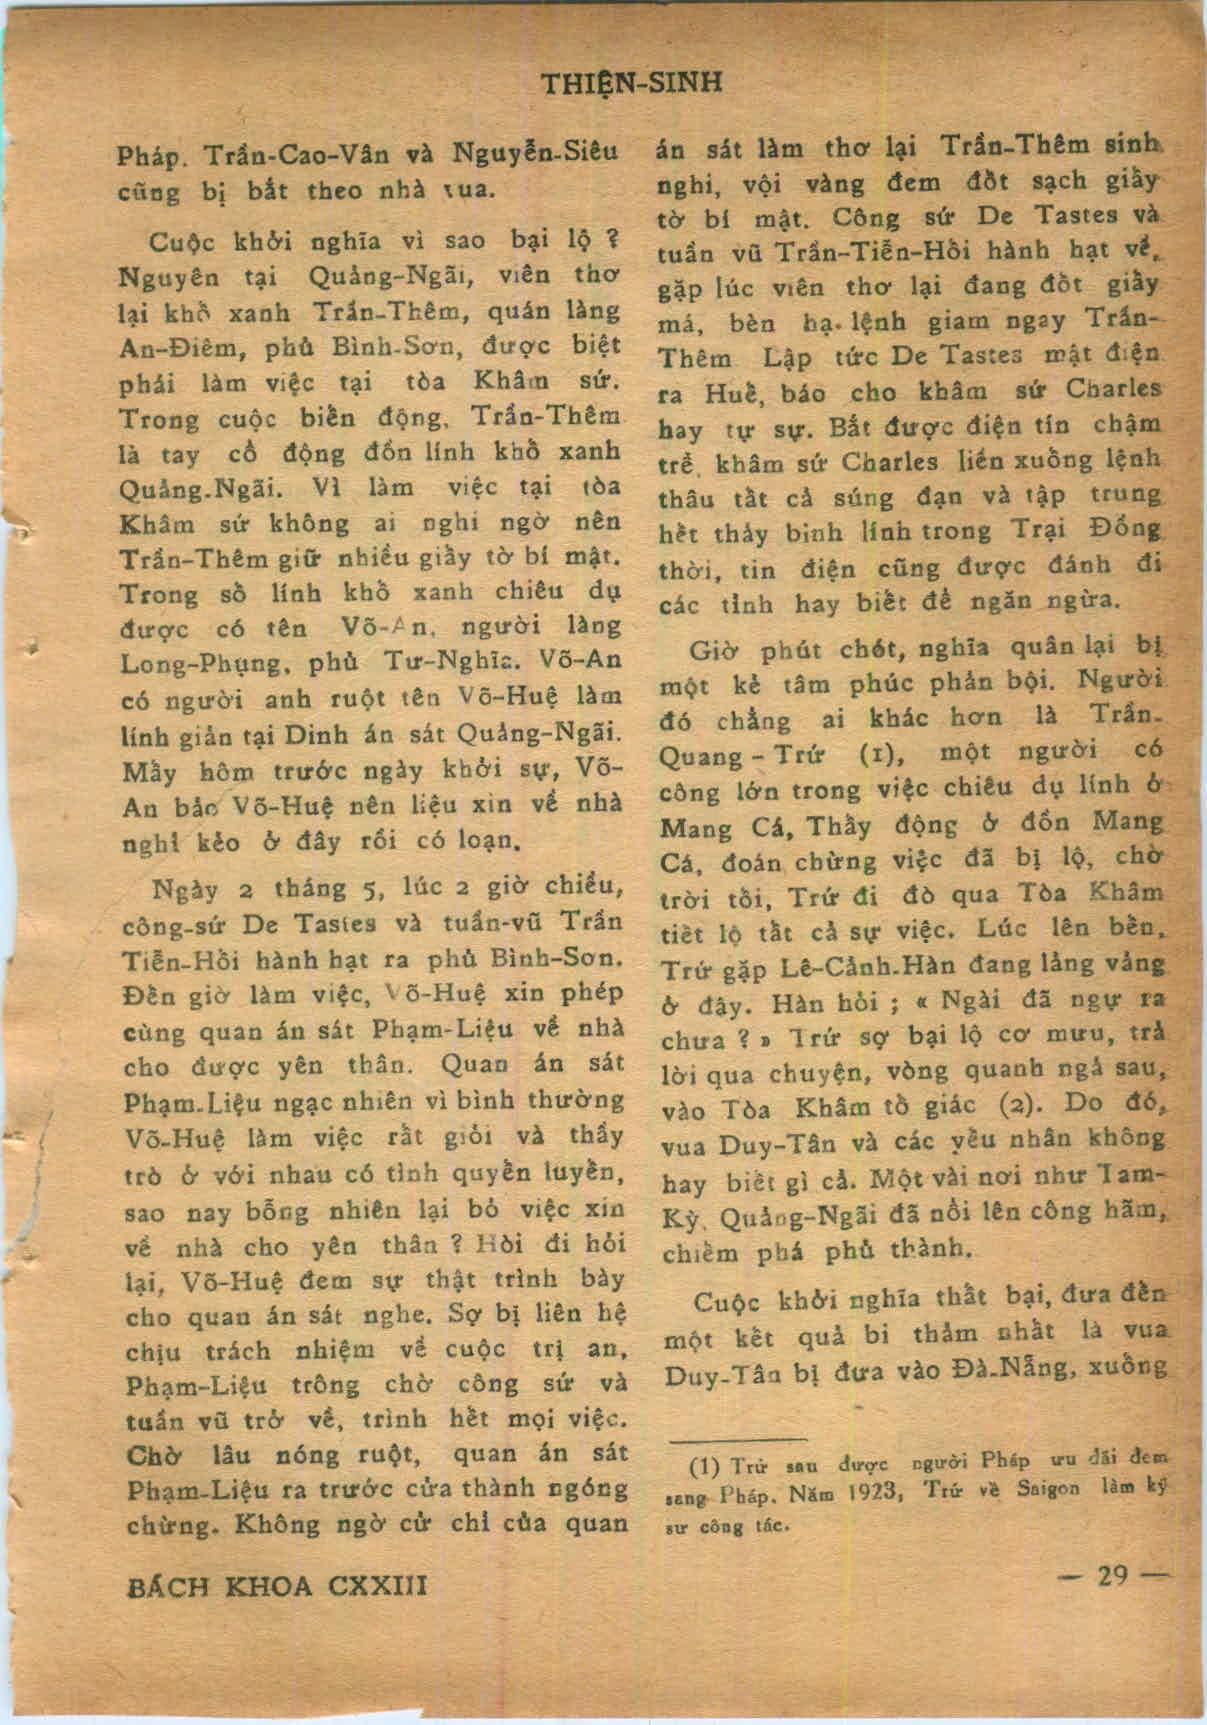 THIỆN-SINH
Pháp. Trần-Cao-Vân và Nguyễn-Siêu
cũng bị bắt theo nhà vua.
Cuộc khởi nghĩa vì sao bại lộ ?
Nguyên tại Quảng-Ngãi, viên thơ
lại khố xanh Trần-Thêm, quán làng
An-Điêm, phủ Bình-Sơn, được biệt
phái làm việc tại tòa Khâm sứ.
Trong cuộc biến động, Trần-Thêm
là tay cổ động đồn lính khố xanh
Quảng-Ngãi. Vì làm việc tại tòa
Khâm sứ không ai nghi ngờ nên
Trần-Thêm giữ nhiều giấy tờ bí mật.
Trong số lính khố xanh chiêu dụ
được có tên Võ-An, người làng
Long-Phụng, phủ Tư-Nghĩa. Võ-An
có người anh ruột tên Võ-Huệ làm
lính giản tại Dinh án sát Quảng-Ngãi.
Mấy hôm trước ngày khởi sự, Võ-
An bảo Võ-Huệ nên liệu xin về nhà
nghỉ kẻo ở đây rồi có loạn.
Ngày 2 tháng 5, lúc 2 giờ chiều,
công-sứ De Tastes và tuần-vũ Trần
Tiễn-Hối hành hạt ra phủ Bình-Sơn.
Đến giờ làm việc, Võ-Huệ xin phép
cùng quan án sát Phạm-Liệu về nhà
cho được yên thân. Quan án sát
Phạm-Liệu ngạc nhiên vì bình thường
Võ-Huệ làm việc rất giỏi và thầy
trò ở với nhau có tình quyến luyến,
sao nay bỗng nhiên lại bỏ việc xin
về nhà cho yên thân ? Hỏi đi hỏi
lại, Võ-Huệ đem sự thật trình bày
cho quan án sát nghe. Sợ bị liên hệ
chịu trách nhiệm về cuộc trị an,
Phạm-Liệu trông chờ công sứ và
tuần vũ trở về, trình hết mọi việc.
Chờ lâu nóng ruột, quan án sát
Phạm-Liệu ra trước cửa thành ngóng
chừng. Không ngờ cử chỉ của quan
án sát làm thơ lại Trần-Thêm sinh
nghi, vội vàng đem đốt sạch giấy
tờ bí mật. Công sứ De Tastes và
tuần vũ Trần-Tiễn-Hối hành hạt về,
gặp lúc viên thơ lại đang đốt giấy
má, bèn hạ lệnh giam ngay Trần-
Thêm Lập tức De Tastes mật điện
ra Huế, báo cho khâm sứ Charles
hay tự sự. Bắt được điện tín chậm
trễ, khâm sứ Charles liền xuống lệnh
thâu tất cả súng đạn và tập trung
hết thảy binh lính trong Trại Đồng
thời, tin điện cũng được đánh đi
các tỉnh hay biết để ngăn ngừa.
Giờ phút chót, nghĩa quân lại bị
một kẻ tâm phúc phản bội. Người
đó chẳng ai khác hơn là Trần-
Quang - Trứ (1), một người có
công lớn trong việc chiêu dụ lính ở
Mang Cá, Thấy động ở đồn Mang
Cá, đoán chừng việc đã bị lộ, chờ
trời tối, Trứ đi đò qua Tòa Khâm
tiết lộ tất cả sự việc. Lúc lên bến,
Trứ gặp Lê-Cảnh-Hàn đang lảng vảng
ở đây. Hàn hỏi ; « Ngài đã ngự ra
chưa ? » Trứ sợ bại lộ cơ mưu, trả
lời qua chuyện, vòng quanh ngả sau,
vào Tòa Khâm tố giác (2). Do đó,
vua Duy-Tân và các yếu nhân không
hay biết gì cả. Một vài nơi như Tam-
Kỳ, Quảng-Ngãi đã nổi lên công hãm,
chiếm phá phủ thành.
Cuộc khởi nghĩa thất bại, đưa đến
một kết quả bi thảm nhất là vua
Duy-Tân bị đưa vào Đà-Nẵng, xuống
(1) Trứ sau được người Pháp ưu đãi đem
sang Pháp. Năm 1923, Trứ về Saigon làm kỹ
sư công tác.
BÁCH KHOA CXXIII
— 29 —